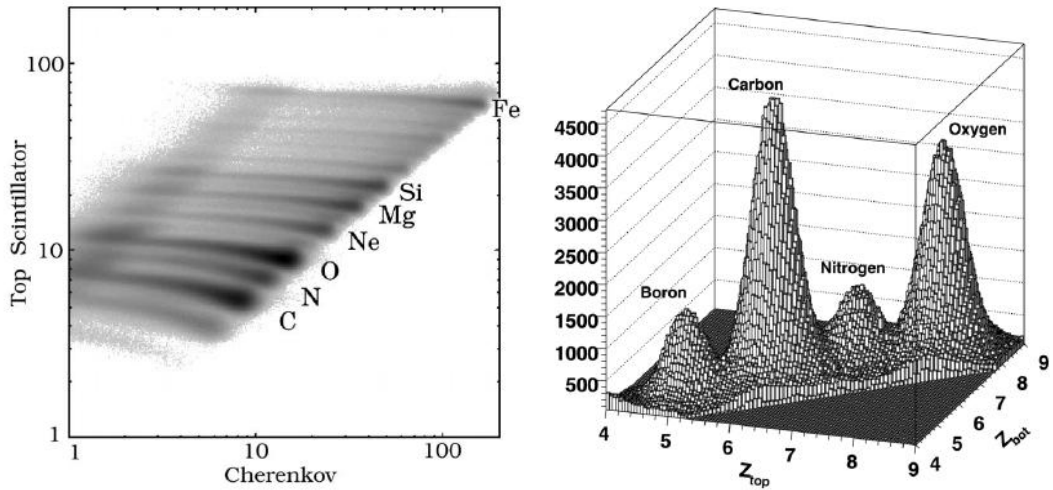 100
10
1
Top Scintillator
Fe
Si
Mg
Ne
O
N
C
1
10
100
Cherenkov
Carbon
Oxygen
Nitrogen
Boron
4500
4000
3500
3000
2500
2000
1500
1000
500
4
5
6
7
8
9
Z top
4
5
6
7
8
9
Z bot